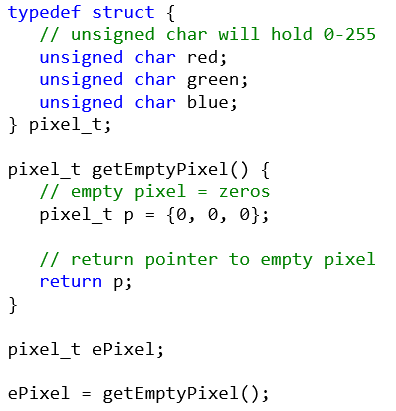 typedef struct {
// unsigned char will hold 0-255
unsigned char red;
unsigned char green;
unsigned char blue;
} pixel_t;
pixel_t getEmptyPixel() {
// empty pixel = zeros
pixel_t p = {0, 0, 0};
// return pointer to empty pixel
return p;
}
pixel_t ePixel;
ePixel = getEmptyPixel();